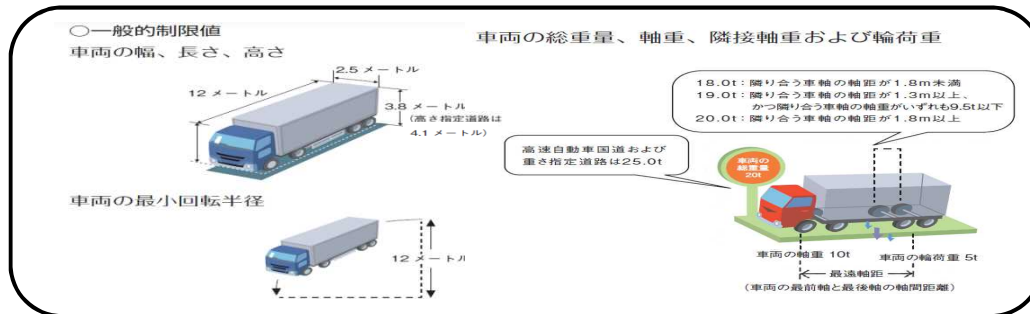 ○一般的制限値
車両の幅、長さ、高さ
2.5 メートル
12 メートル
3.8 メートル
(高さ指定道路は
4.1 メートル)
車両の最小回転半径
12 メートル
車両の総重量、軸重、隣接軸重および輪荷重
18.0t：隣り合う車軸の軸距が1.8m未満
19.0t：隣り合う車軸の軸距が1.3m以上、
かつ隣り合う車軸の軸重がいずれも9.5t以下
20.0t：隣り合う車軸の軸距が1.8m以上
高速自動車国道および
重さ指定道路は25.0t
車両の
総重量
20t
車両の軸重 10t
車両の輪荷重 5t
最遠軸距
(車両の最前軸と最後軸の軸間距離)